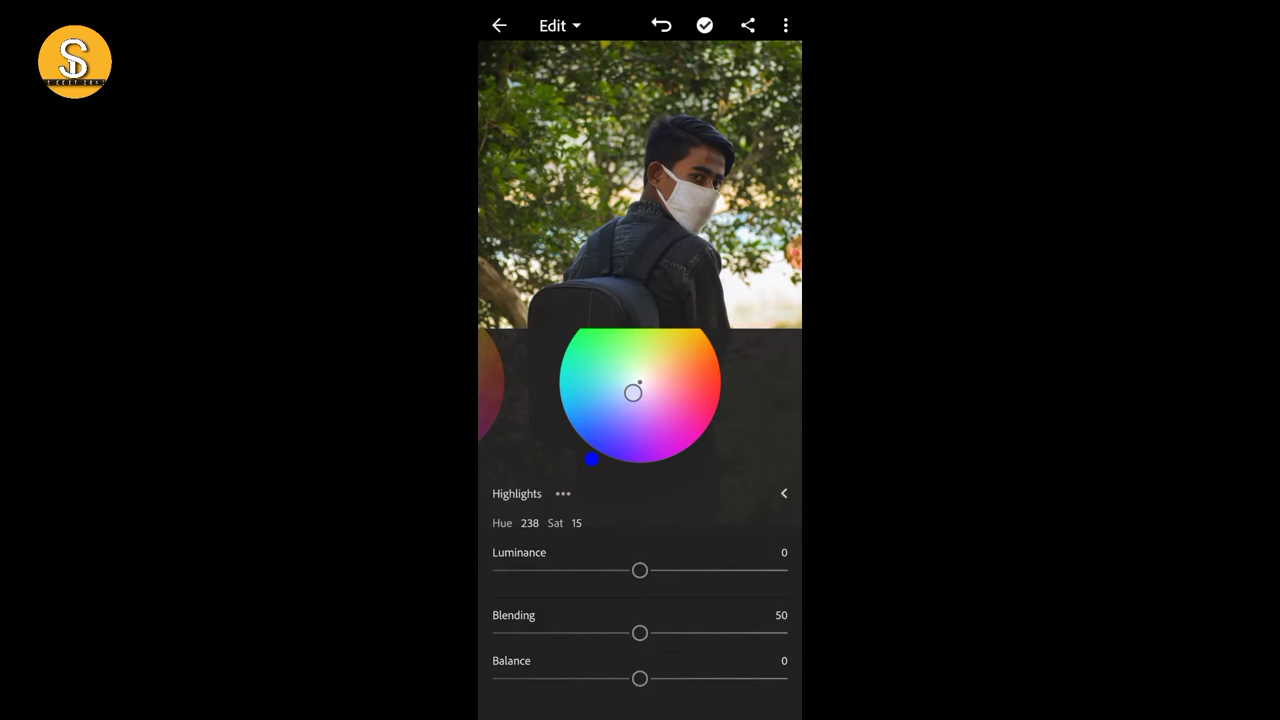 Edit
Highlights
Hue 238 Sat 15
Luminance 0
Blending 50
Balance 0